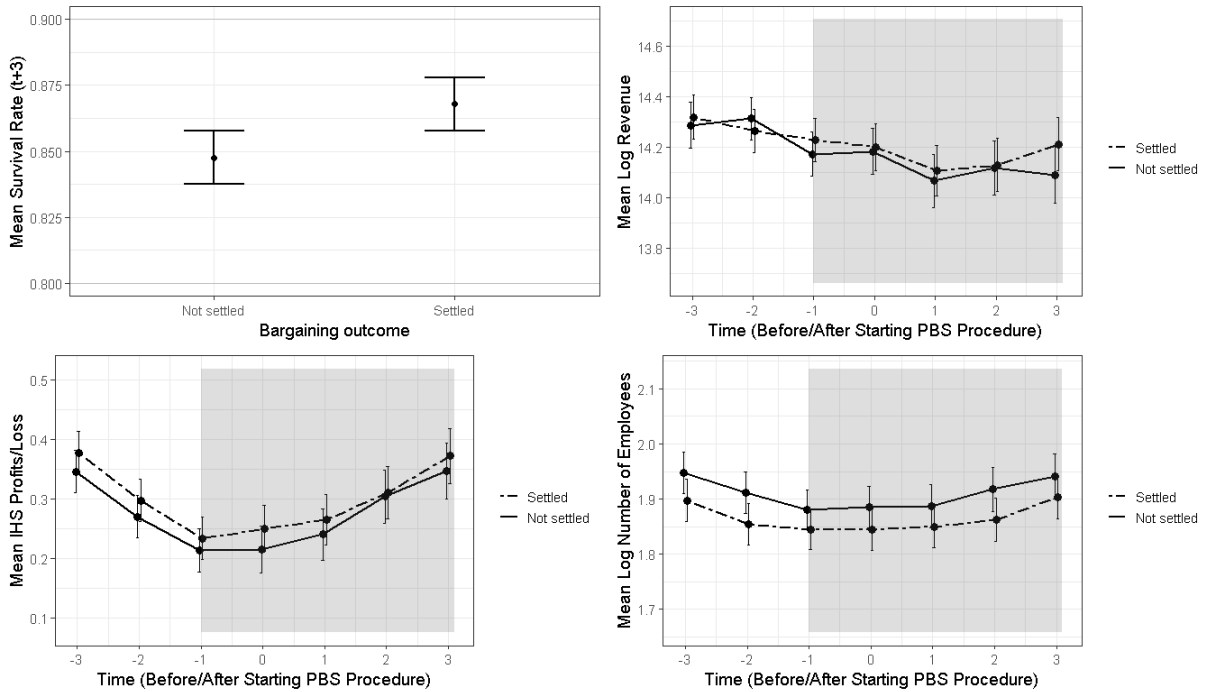 Mean Survival Rate (t+3)
0.900
0.875
0.850
0.825
0.800
Not settled
Settled
Bargaining outcome
Mean Log Revenue
14.6
14.4
14.2
14.0
13.8
-3 -2 -1 0 1 2 3
Time (Before/After Starting PBS Procedure)
Settled
Not settled
Mean IHS Profits/Loss
0.5
0.4
0.3
0.2
0.1
-3 -2 -1 0 1 2 3
Time (Before/After Starting PBS Procedure)
Settled
Not settled
Mean Log Number of Employees
2.1
2.0
1.9
1.8
1.7
-3 -2 -1 0 1 2 3
Time (Before/After Starting PBS Procedure)
Settled
Not settled